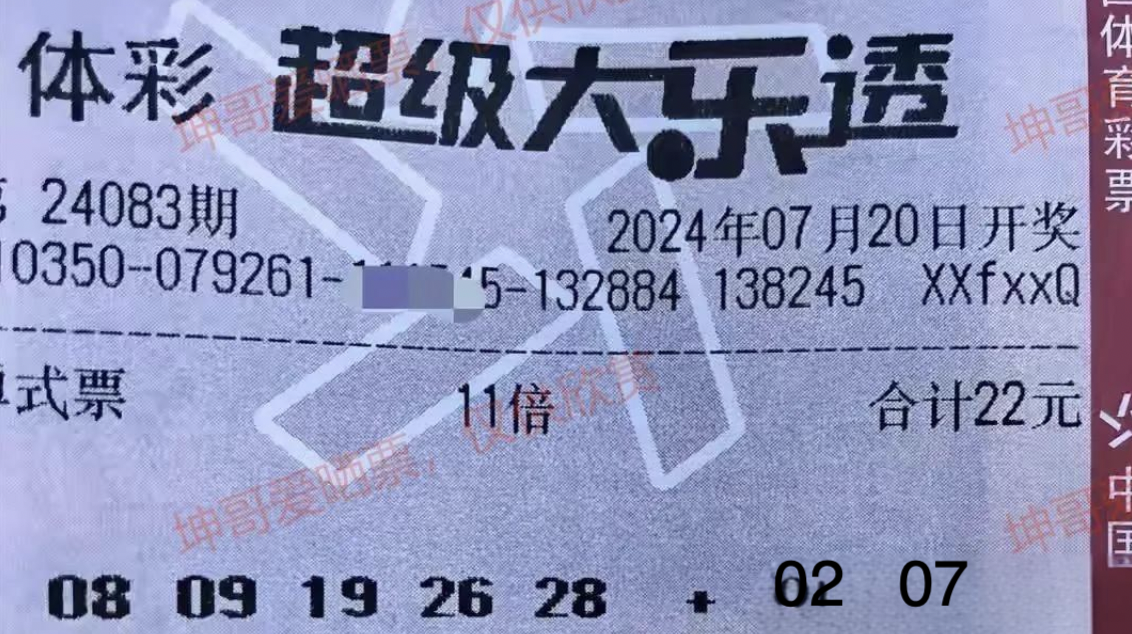 体彩 超级大乐透
24083期 2024年07月20日开奖
10350-079261- 5-132884 138245 XXfxxQ
单式票 11倍 合计22元
08 09 19 26 28 + 02 07
体育彩票
中国
坤哥爱晒票，仅供欣赏
坤哥爱晒票，仅供欣赏
坤哥
坤哥